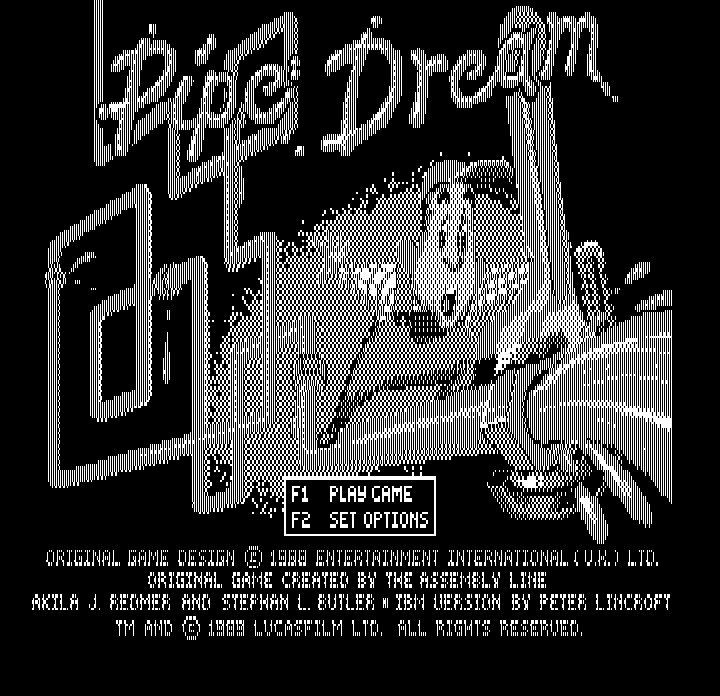 Pipe Dream
F1 PLAY GAME
F2 SET OPTIONS
ORIGINAL GAME DESIGN © 1988 ENTERTAINMENT INTERNATIONAL (U.K.) LTD.
ORIGINAL GAME CREATED BY THE ASSEMBLY LINE
AKILA J. REDMER AND STEPHAN L. BUTLER • IBM VERSION BY PETER LINCROFT
TM AND © 1989 LUCASFILM LTD. ALL RIGHTS RESERVED.